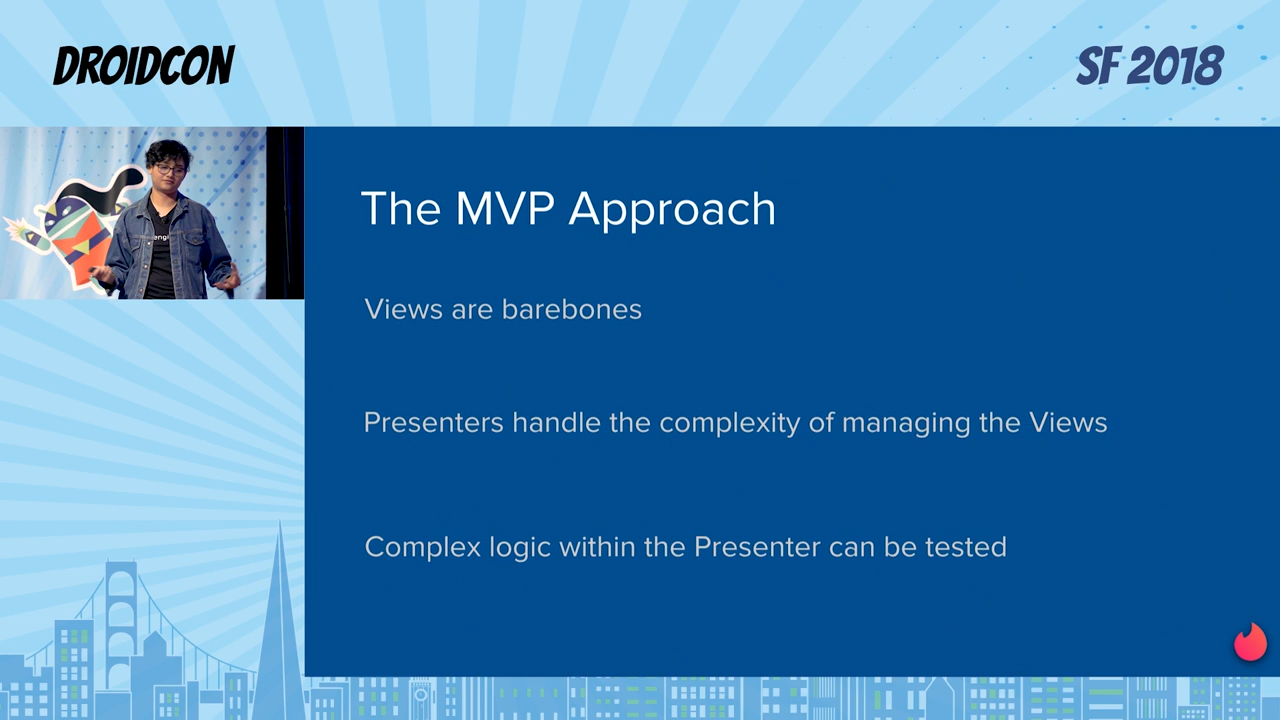 DROIDCON
SF 2018
The MVP Approach
Views are barebones
Presenters handle the complexity of managing the Views
Complex logic within the Presenter can be tested